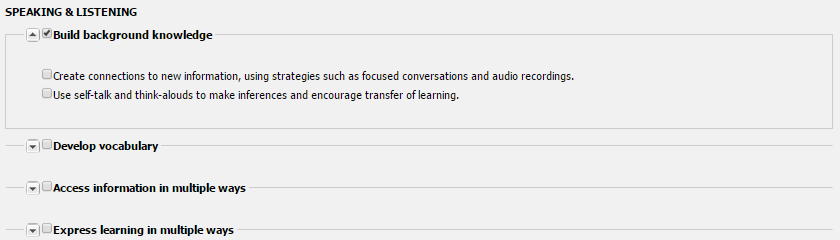 SPEAKING & LISTENING
Build background knowledge
Create connections to new information, using strategies such as focused conversations and audio recordings.
Use self-talk and think-alouds to make inferences and encourage transfer of learning.
Develop vocabulary
Access information in multiple ways
Express learning in multiple ways